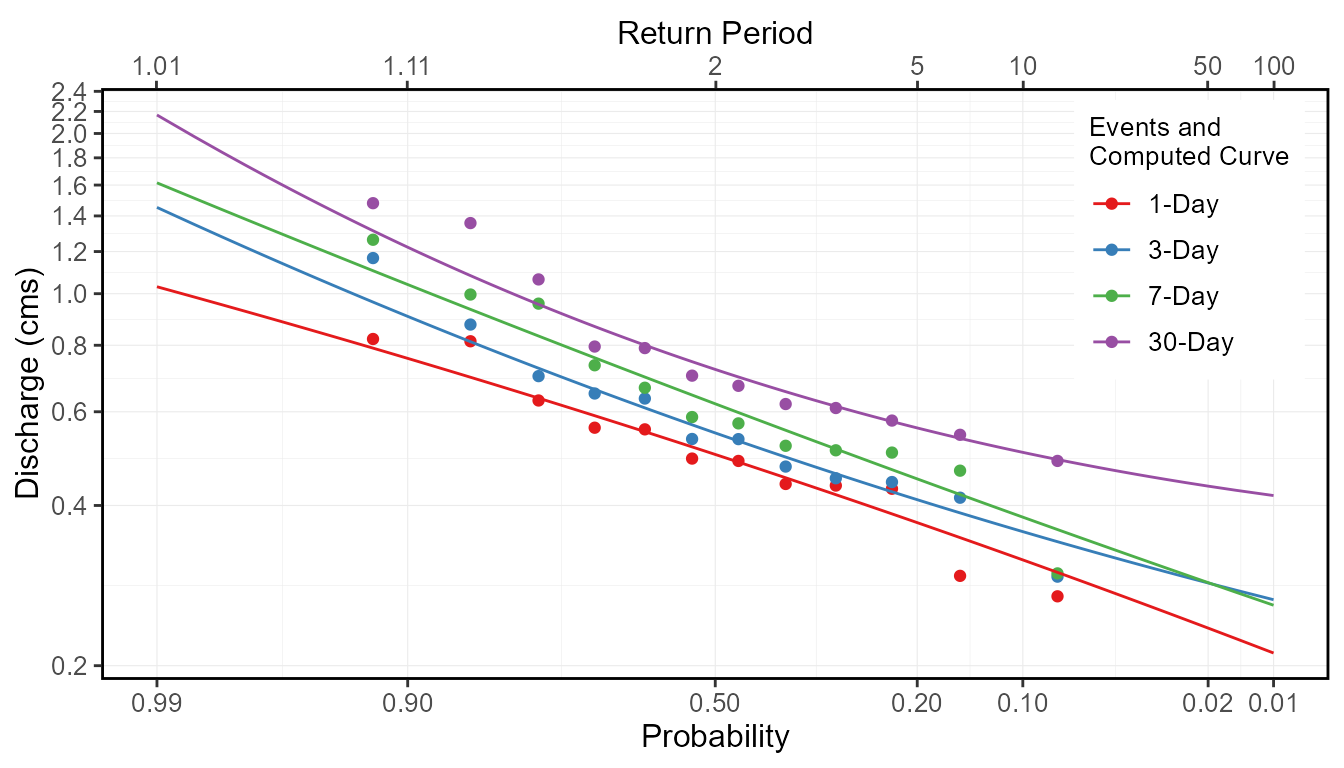 Return Period
1.01 1.11 2 5 10 50 100
2.4
2.2
2.0
1.8
1.6
1.4
1.2
1.0
0.8
0.6
0.4
0.2
Discharge (cms)
Events and
Computed Curve
1-Day
3-Day
7-Day
30-Day
0.99 0.90 0.50 0.20 0.10 0.02 0.01
Probability